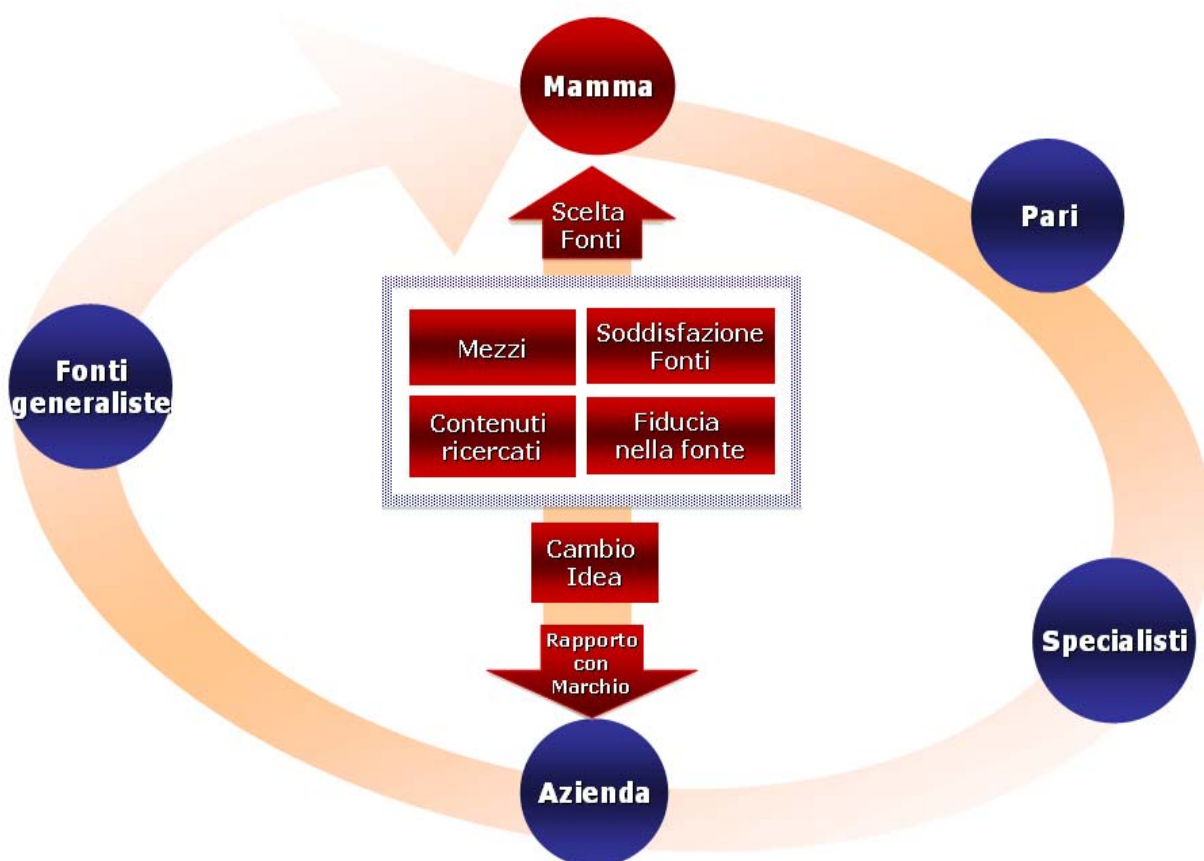 Mamma
Pari
Scelta
Fonti
Mezzi
Soddisfazione
Fonti
Fonti
generaliste
Contenuti
ricercati
Fiducia
nella fonte
Cambio
Idea
Specialisti
Rapporto
con
Marchio
Azienda